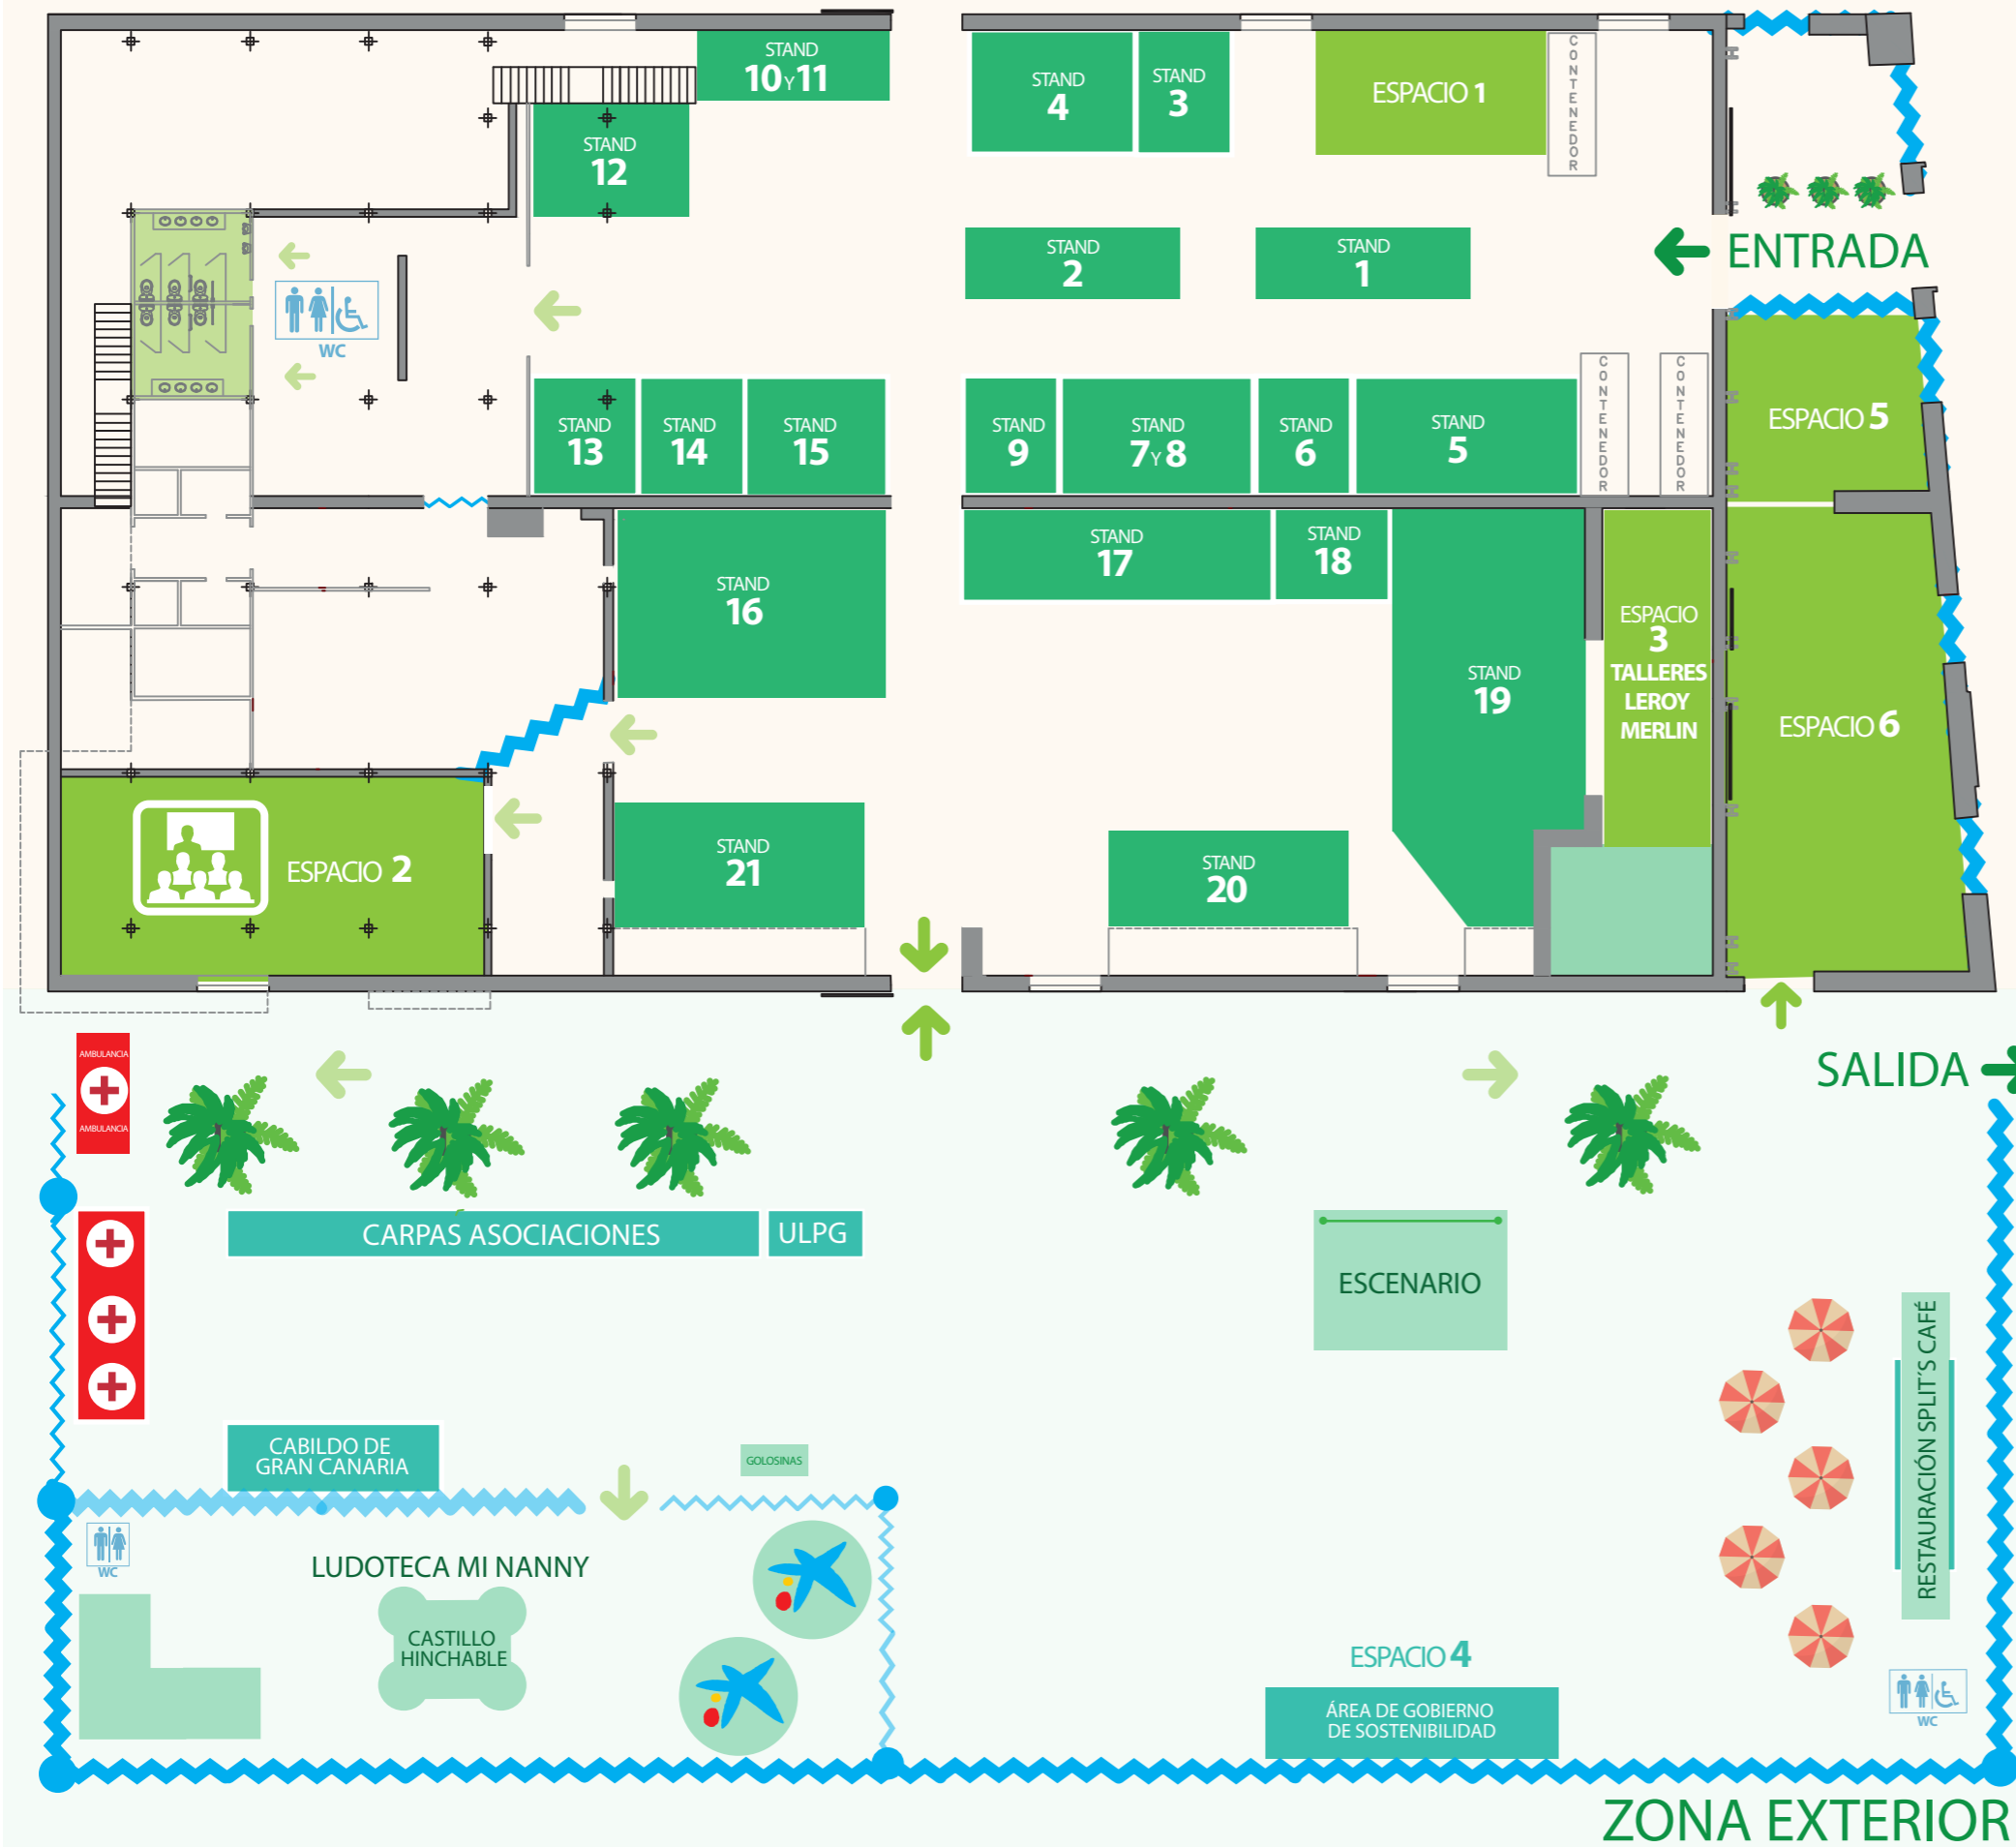 STAND
10 Y 11
STAND
4
STAND
3
ESPACIO 1
CONTENEDOR
STAND
12
STAND
2
STAND
1
ENTRADA
WC
STAND
13
STAND
14
STAND
15
STAND
9
STAND
7 Y 8
STAND
6
STAND
5
CONTENEDOR
CONTENEDOR
ESPACIO 5
STAND
16
STAND
17
STAND
18
STAND
19
ESPACIO
3
TALLERES
LEROY
MERLIN
ESPACIO 6
ESPACIO 2
STAND
21
STAND
20
AMBULANCIA
AMBULANCIA
SALIDA
CARPAS ASOCIACIONES
ULPG
ESCENARIO
RESTAURACIÓN SPLIT'S CAFÉ
CABILDO DE
GRAN CANARIA
GOLOSINAS
WC
LUDOTECA MI NANNY
CASTILLO
HINCHABLE
ESPACIO 4
ÁREA DE GOBIERNO
DE SOSTENIBILIDAD
WC
ZONA EXTERIOR